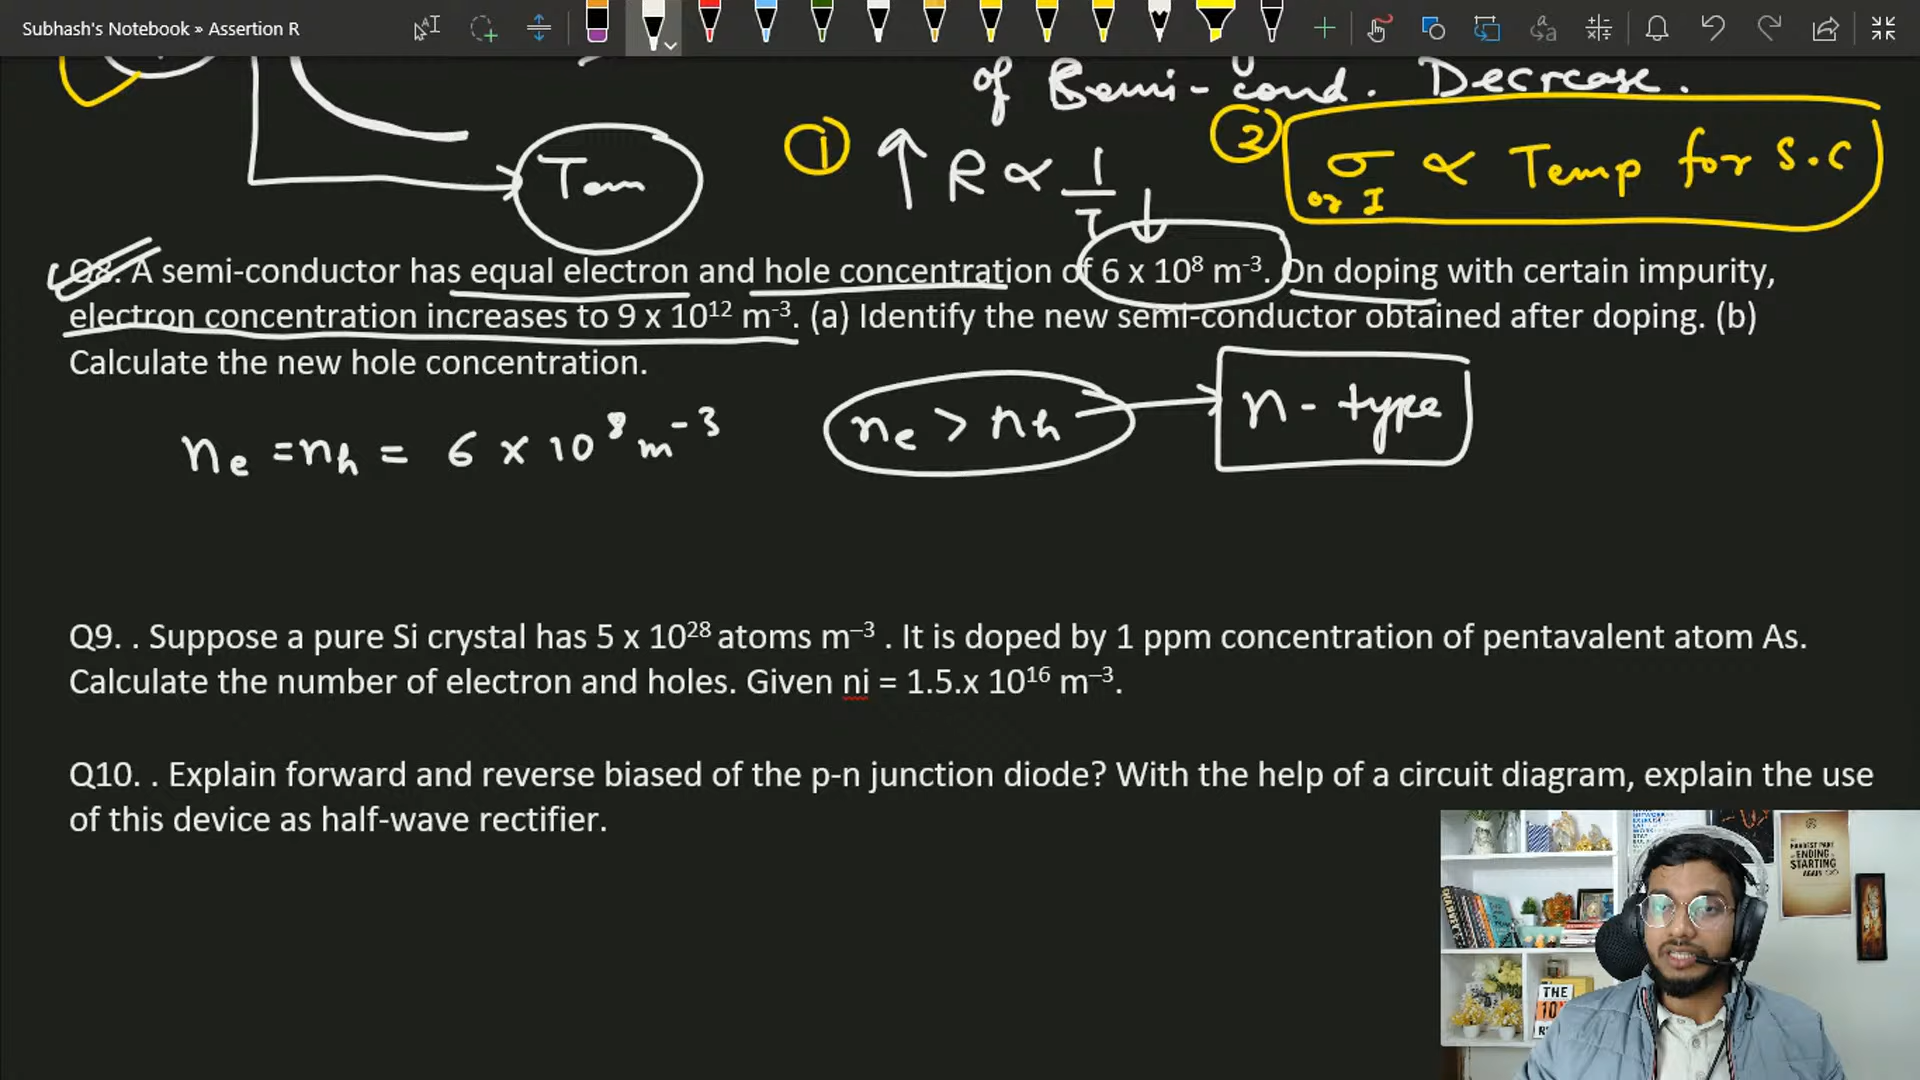 Subhash's Notebook » Assertion R
of Semi-cond. Decrease.
① ↑ R ∝ 1/T ↓
② σ ∝ Temp for S.C
or I
Tem
Q8. A semi-conductor has equal electron and hole concentration of 6 x 10⁸ m⁻³. On doping with certain impurity,
electron concentration increases to 9 x 10¹² m⁻³. (a) Identify the new semi-conductor obtained after doping. (b)
Calculate the new hole concentration.
nₑ > nₕ → n-type
nₑ = nₕ = 6 × 10⁸ m⁻³
Q9. . Suppose a pure Si crystal has 5 x 10²⁸ atoms m⁻³ . It is doped by 1 ppm concentration of pentavalent atom As.
Calculate the number of electron and holes. Given ni = 1.5.x 10¹⁶ m⁻³.
Q10. . Explain forward and reverse biased of the p-n junction diode? With the help of a circuit diagram, explain the use
of this device as half-wave rectifier.
HARDEST PART
ENDING
STARTING
AGAIN
THE